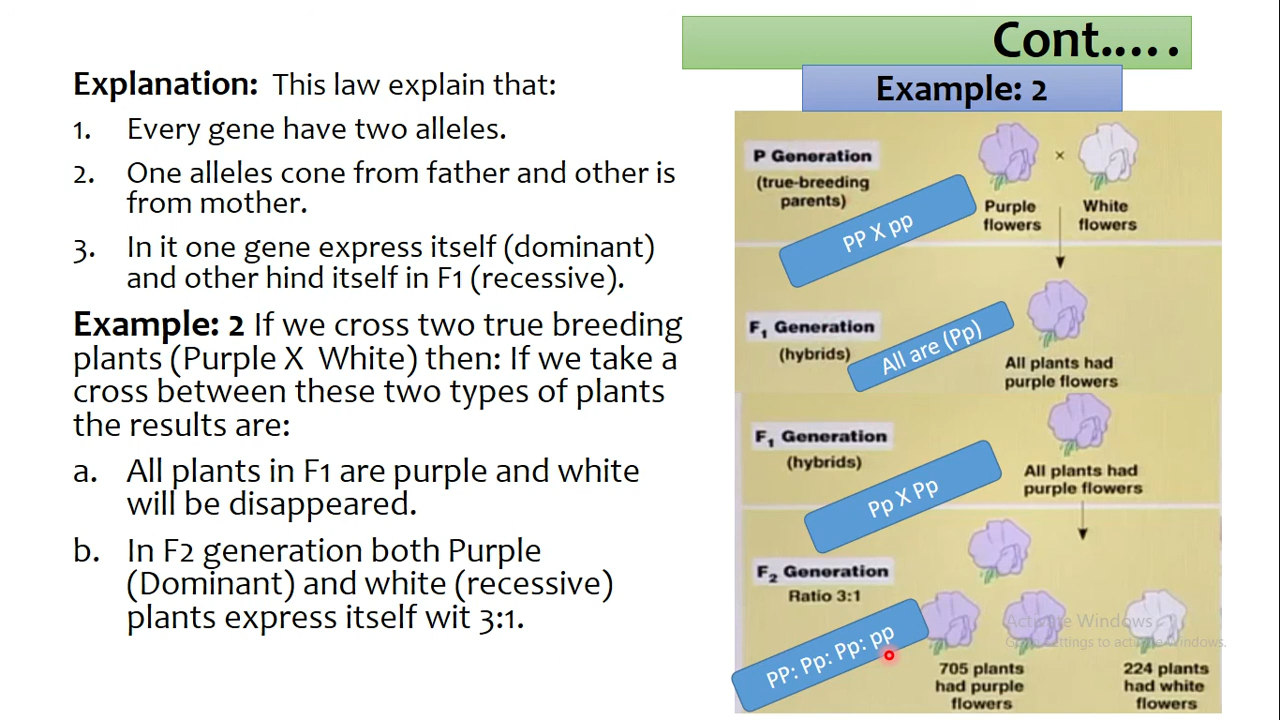 Cont.....
Example: 2
Explanation: This law explain that:
1. Every gene have two alleles.
2. One alleles cone from father and other is
from mother.
3. In it one gene express itself (dominant)
and other hind itself in F1 (recessive).
Example: 2 If we cross two true breeding
plants (Purple X White) then: If we take a
cross between these two types of plants
the results are:
a. All plants in F1 are purple and white
will be disappeared.
b. In F2 generation both Purple
(Dominant) and white (recessive)
plants express itself wit 3:1.
P Generation
(true-breeding
parents)
PP X pp
Purple
flowers
×
White
flowers
F1 Generation
(hybrids)
All are (Pp)
All plants had
purple flowers
F1 Generation
(hybrids)
Pp X Pp
All plants had
purple flowers
F2 Generation
Ratio 3:1
PP: Pp: Pp: pp
705 plants
had purple
flowers
224 plants
had white
flowers
Activate Windows
Go to Settings to activate Windows.